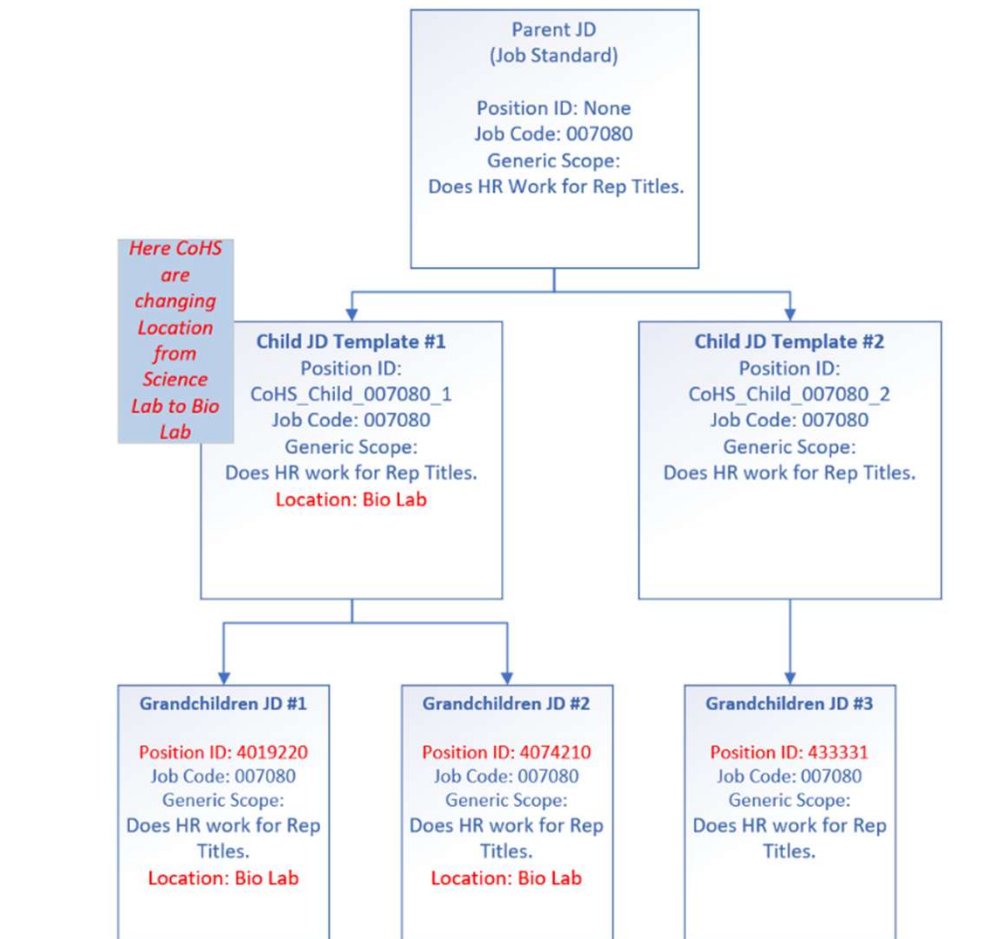 Parent JD
(Job Standard)
Position ID: None
Job Code: 007080
Generic Scope:
Does HR Work for Rep Titles.
Here CoHS
are
changing
Location
from
Science
Lab to Bio
Lab
Child JD Template #1
Position ID:
CoHS_Child_007080_1
Job Code: 007080
Generic Scope:
Does HR work for Rep Titles.
Location: Bio Lab
Child JD Template #2
Position ID:
CoHS_Child_007080_2
Job Code: 007080
Generic Scope:
Does HR work for Rep Titles.
Grandchildren JD #1
Position ID: 4019220
Job Code: 007080
Generic Scope:
Does HR work for Rep
Titles.
Location: Bio Lab
Grandchildren JD #2
Position ID: 4074210
Job Code: 007080
Generic Scope:
Does HR work for Rep
Titles.
Location: Bio Lab
Grandchildren JD #3
Position ID: 433331
Job Code: 007080
Generic Scope:
Does HR work for Rep
Titles.